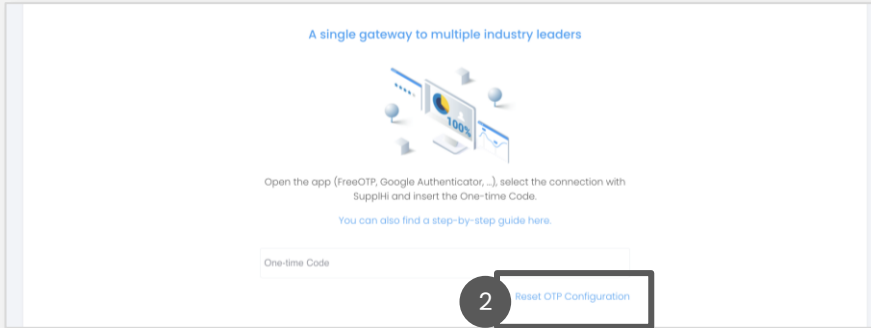 A single gateway to multiple industry leaders
100%
Open the app (FreeOTP, Google Authenticator, ...), select the connection with
SupplHi and insert the One-time Code.
You can also find a step-by-step guide here.
One-time Code
2
Reset OTP Configuration